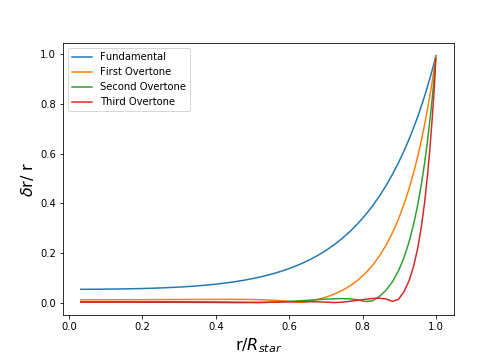 Fundamental
First Overtone
Second Overtone
Third Overtone
1.0
0.8
0.6
0.4
0.2
0.0
δr/ r
0.0 0.2 0.4 0.6 0.8 1.0
r/R_star